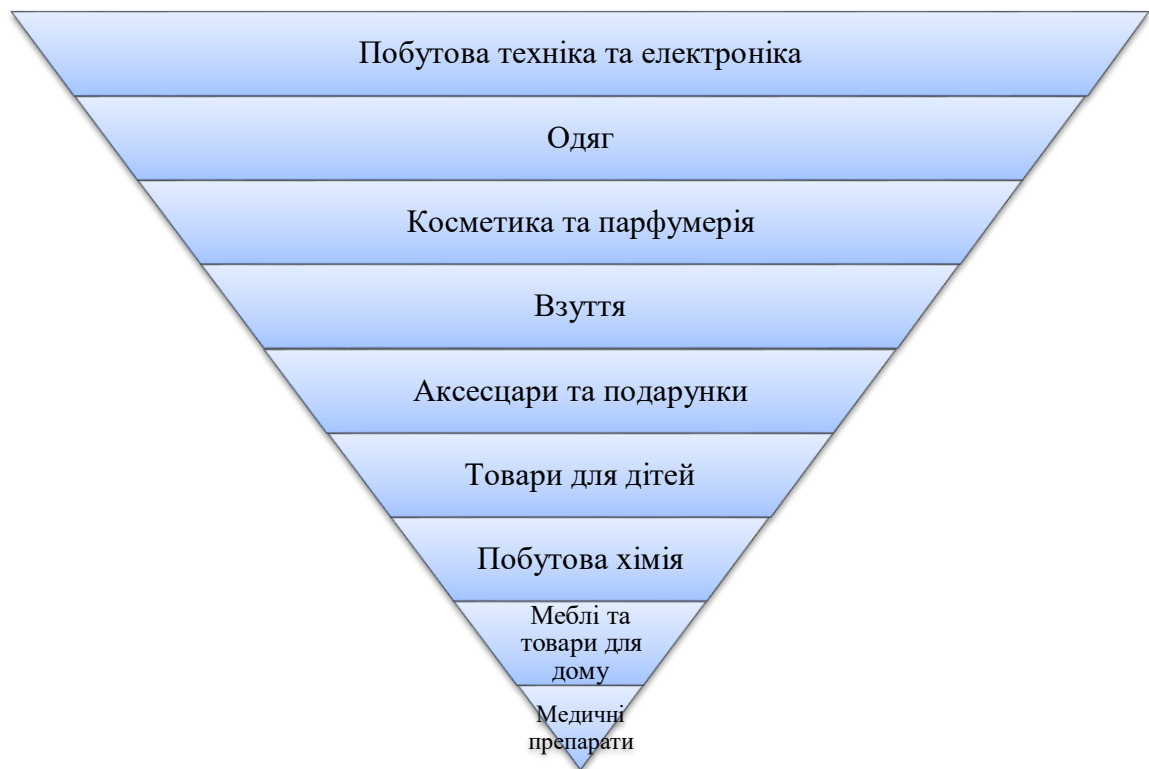 Побутова техніка та електроніка
Одяг
Косметика та парфумерія
Взуття
Аксесцари та подарунки
Товари для дітей
Побутова хімія
Меблі та
товари для
дому
Медичні
препарати